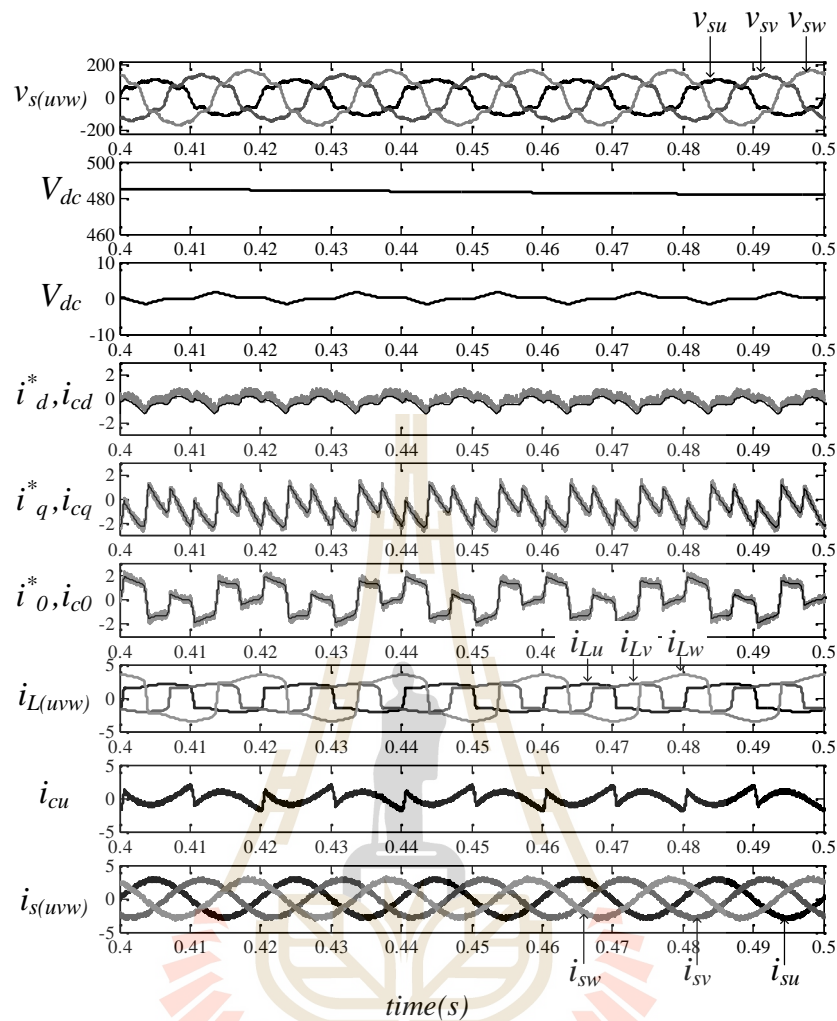 v_su v_sv v_sw
v_s(uvw)
200
0
-200
0.4 0.41 0.42 0.43 0.44 0.45 0.46 0.47 0.48 0.49 0.5
V_dc
500
480
460
0.4 0.41 0.42 0.43 0.44 0.45 0.46 0.47 0.48 0.49 0.5
V_dc
10
0
-10
0.4 0.41 0.42 0.43 0.44 0.45 0.46 0.47 0.48 0.49 0.5
i*_d, i_cd
2
0
-2
0.4 0.41 0.42 0.43 0.44 0.45 0.46 0.47 0.48 0.49 0.5
i*_q, i_cq
2
0
-2
0.4 0.41 0.42 0.43 0.44 0.45 0.46 0.47 0.48 0.49 0.5
i*_0, i_c0
2
0
-2
0.4 0.41 0.42 0.43 0.44 0.45 0.46 0.47 0.48 0.49 0.5
i_Lu i_Lv i_Lw
i_L(uvw)
5
0
-5
0.4 0.41 0.42 0.43 0.44 0.45 0.46 0.47 0.48 0.49 0.5
i_cu
5
0
-5
0.4 0.41 0.42 0.43 0.44 0.45 0.46 0.47 0.48 0.49 0.5
i_s(uvw)
5
0
-5
0.4 0.41 0.42 0.43 0.44 0.45 0.46 0.47 0.48 0.49 0.5
i_sw i_sv i_su
time(s)